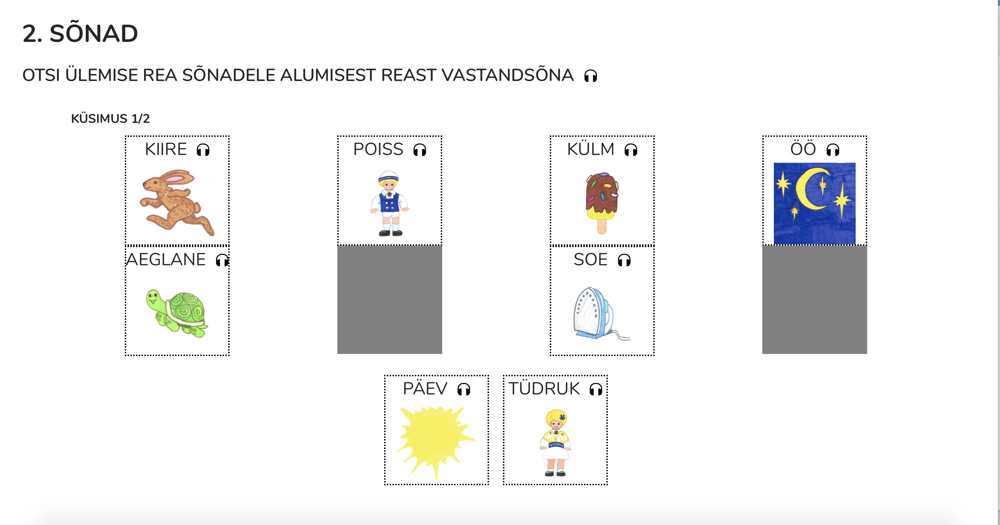 2. SÕNAD
OTSI ÜLEMISE REA SÕNADELE ALUMISEST REAST VASTANDSÕNA
KÜSIMUS 1/2
KIIRE
POISS
KÜLM
ÖÖ
AEGLANE
SOE
PÄEV
TÜDRUK